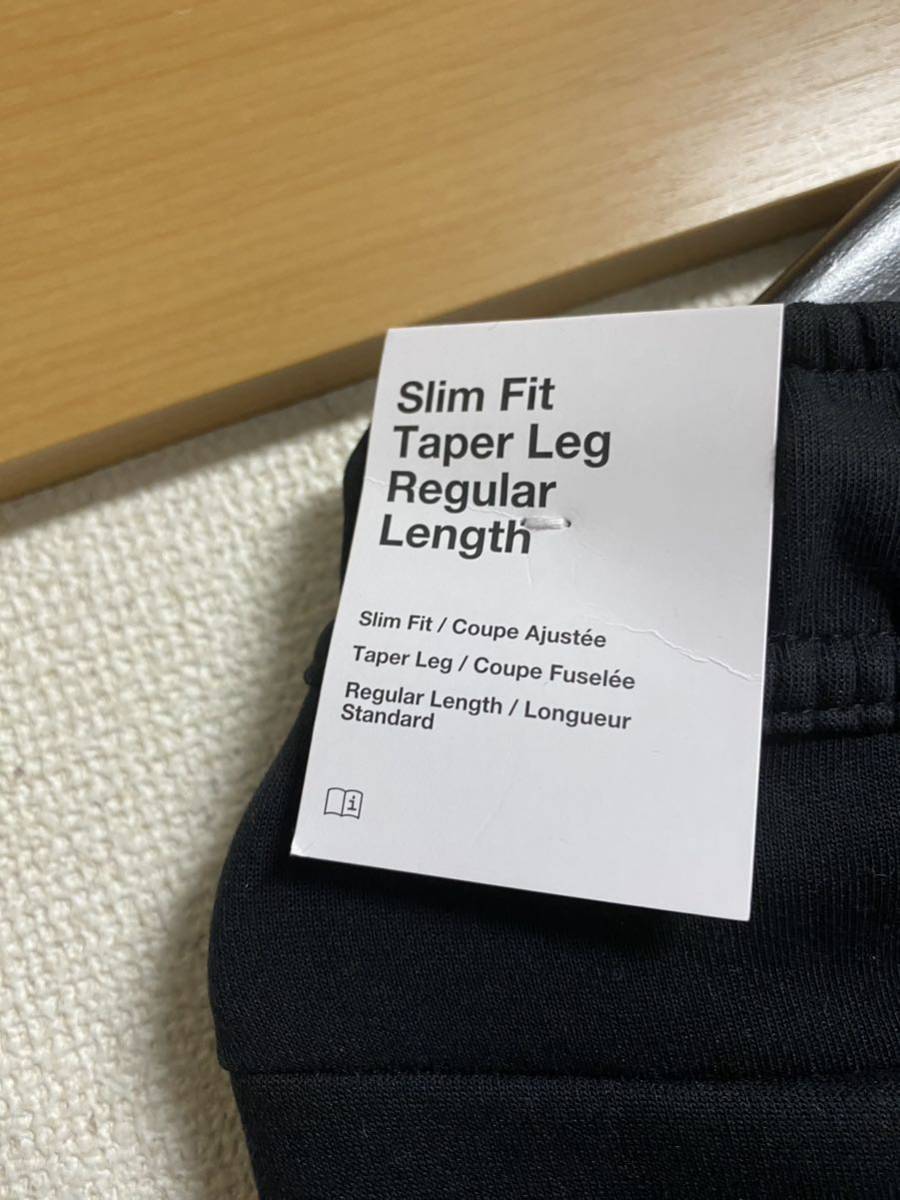 Slim Fit
Taper Leg
Regular
Length
Slim Fit / Coupe Ajustée
Taper Leg / Coupe Fuselée
Regular Length / Longueur
Standard
i